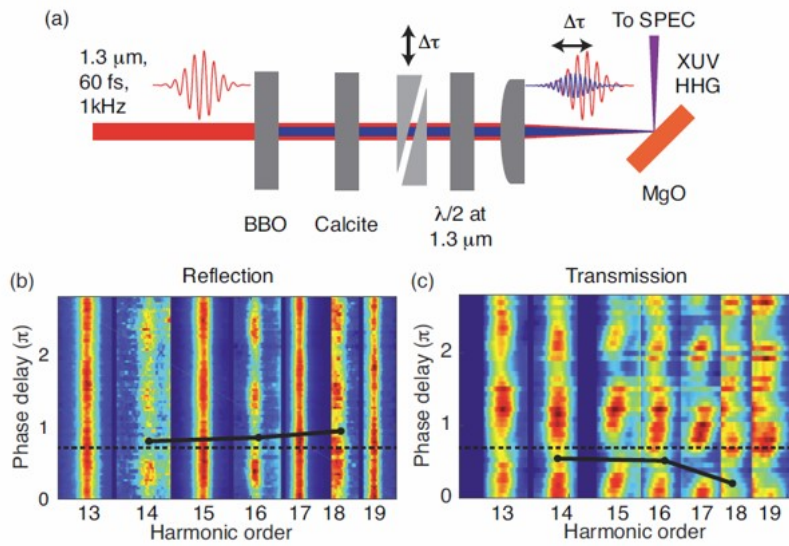 (a)
To SPEC
Δτ
Δτ
1.3 μm,
60 fs,
1kHz
XUV
HHG
MgO
BBO
Calcite
λ/2 at
1.3 μm
(b)
Reflection
Phase delay (π)
2
1
0
13 14 15 16 17 18 19
Harmonic order
(c)
Transmission
Phase delay (π)
2
1
0
13 14 15 16 17 18 19
Harmonic order